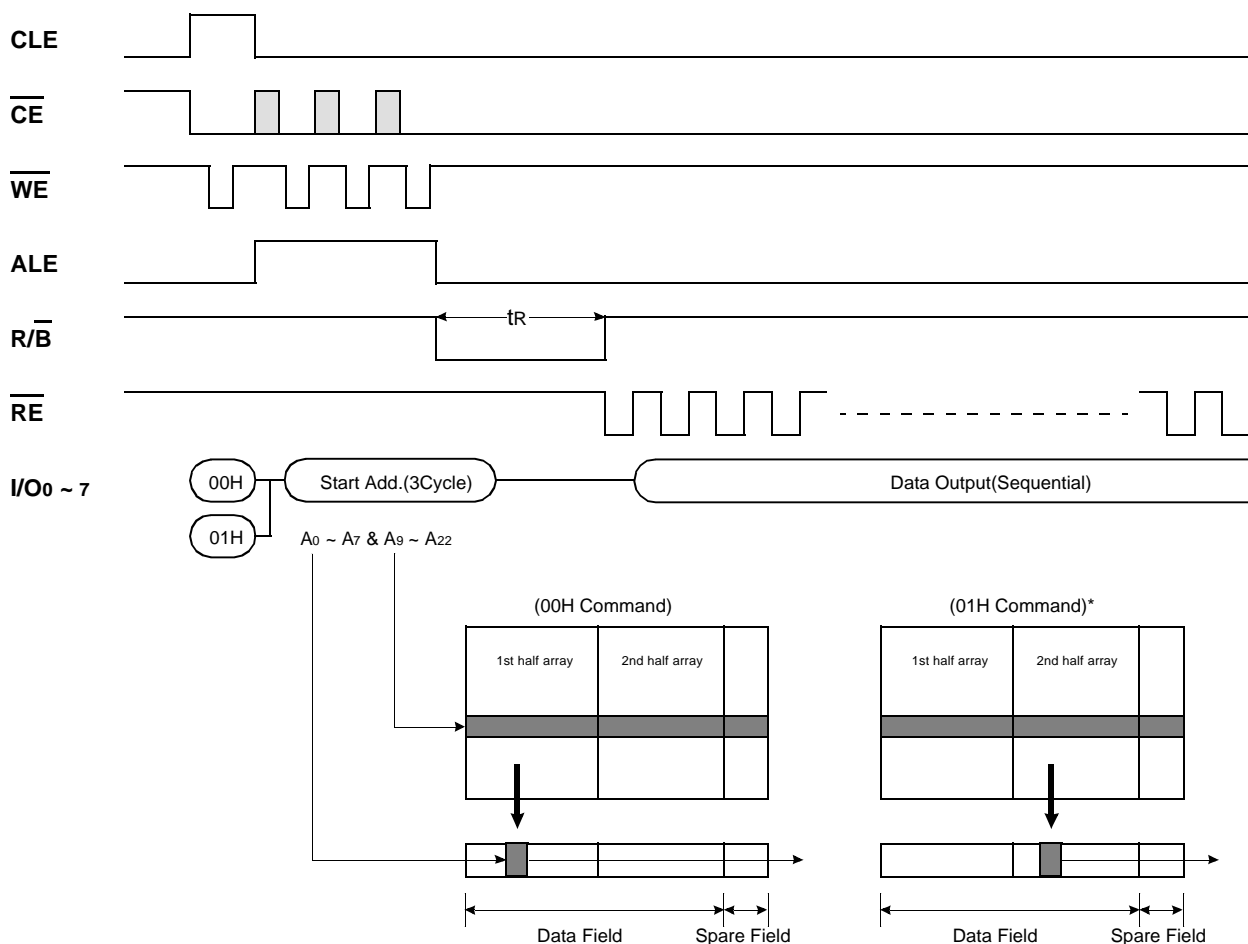 CLE
CE
WE
ALE
R/B
tR
RE
I/O0 ~ 7
00H
Start Add.(3Cycle)
Data Output(Sequential)
01H
A0 ~ A7 & A9 ~ A22
(00H Command)
(01H Command)*
1st half array
2nd half array
1st half array
2nd half array
Data Field
Spare Field
Data Field
Spare Field